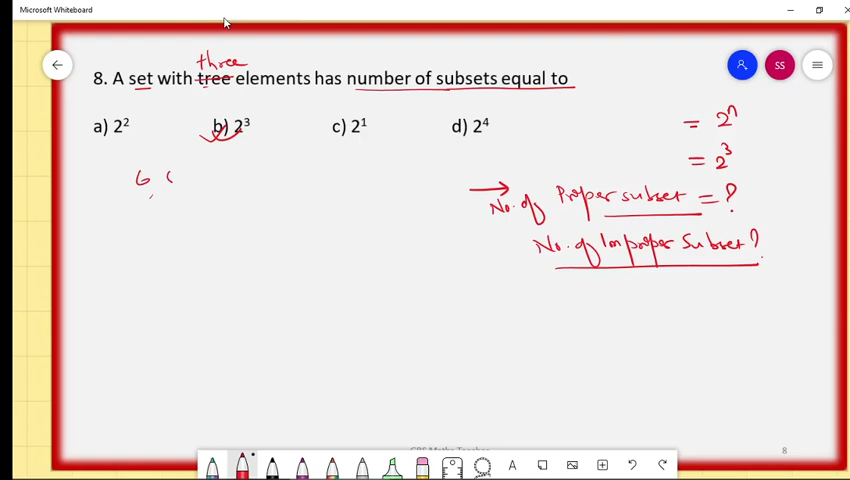 Microsoft Whiteboard
three
8. A set with tree elements has number of subsets equal to
a) 2² b) 2³ c) 2¹ d) 2⁴
= 2ⁿ
= 2³
→ No. of Proper subset = ?
No. of Improper Subset?
SS
8
A